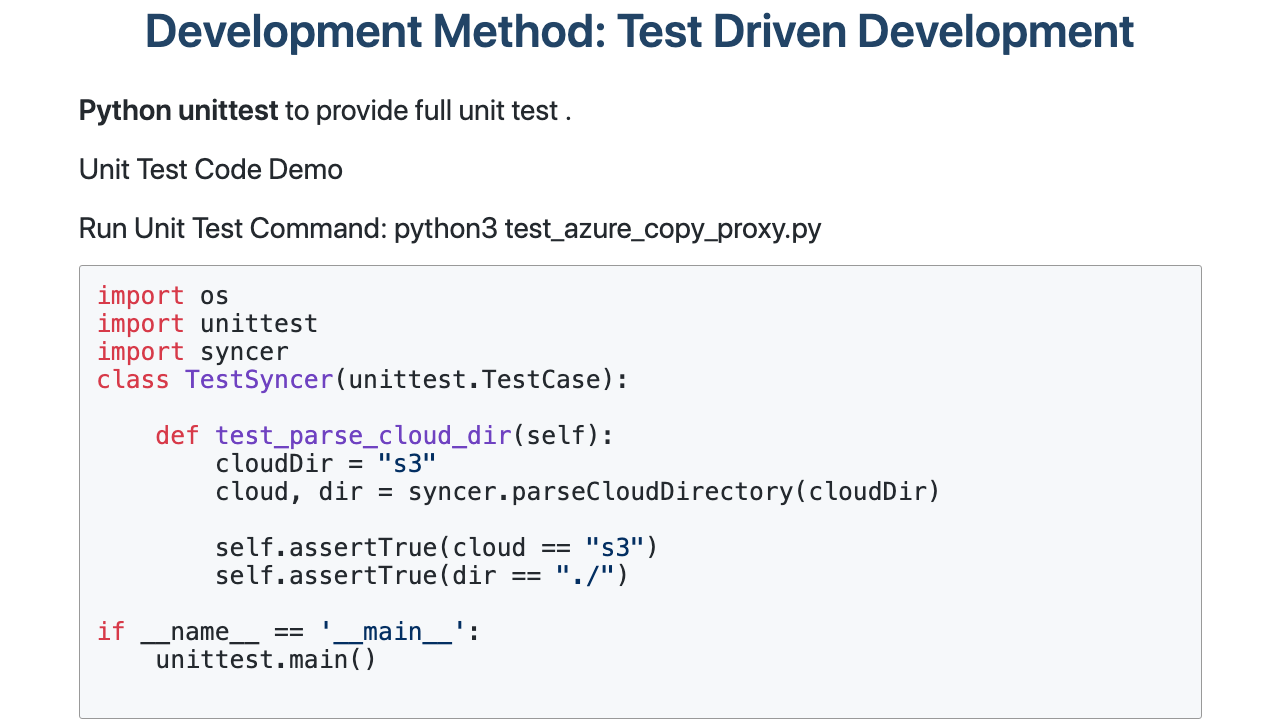 Development Method: Test Driven Development
Python unittest to provide full unit test .
Unit Test Code Demo
Run Unit Test Command: python3 test_azure_copy_proxy.py
import os
import unittest
import syncer
class TestSyncer(unittest.TestCase):
    def test_parse_cloud_dir(self):
        cloudDir = "s3"
        cloud, dir = syncer.parseCloudDirectory(cloudDir)
        self.assertTrue(cloud == "s3")
        self.assertTrue(dir == "./")
if __name__ == '__main__':
    unittest.main()